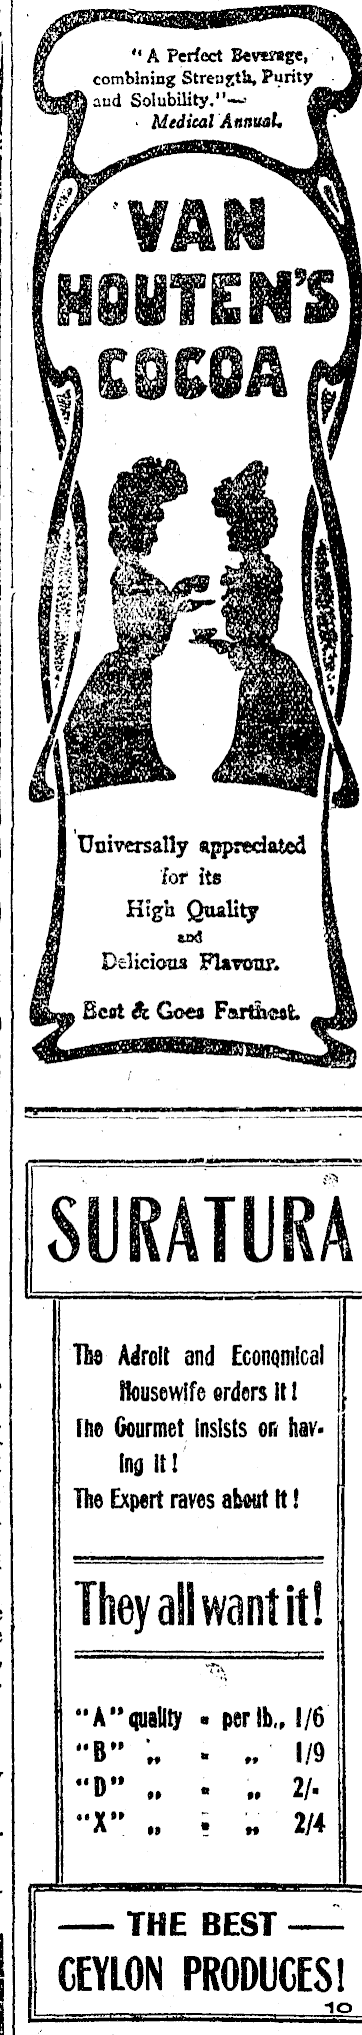 "A Perfect Beverage,
combining Strength, Purity
and Solubility."—
Medical Annual.
VAN
HOUTEN'S
COCOA
Universally appreciated
for its
High Quality
and
Delicious Flavour.
Best & Goes Farthest.
SURATURA
The Adroit and Economical
Housewife orders it!
The Gourmet insists on hav-
ing it!
The Expert raves about it!
They all want it!
"A" quality - per lb., 1/6
"B" „ - „ 1/9
"D" „ - „ 2/-
"X" „ - „ 2/4
— THE BEST —
CEYLON PRODUCES!
10